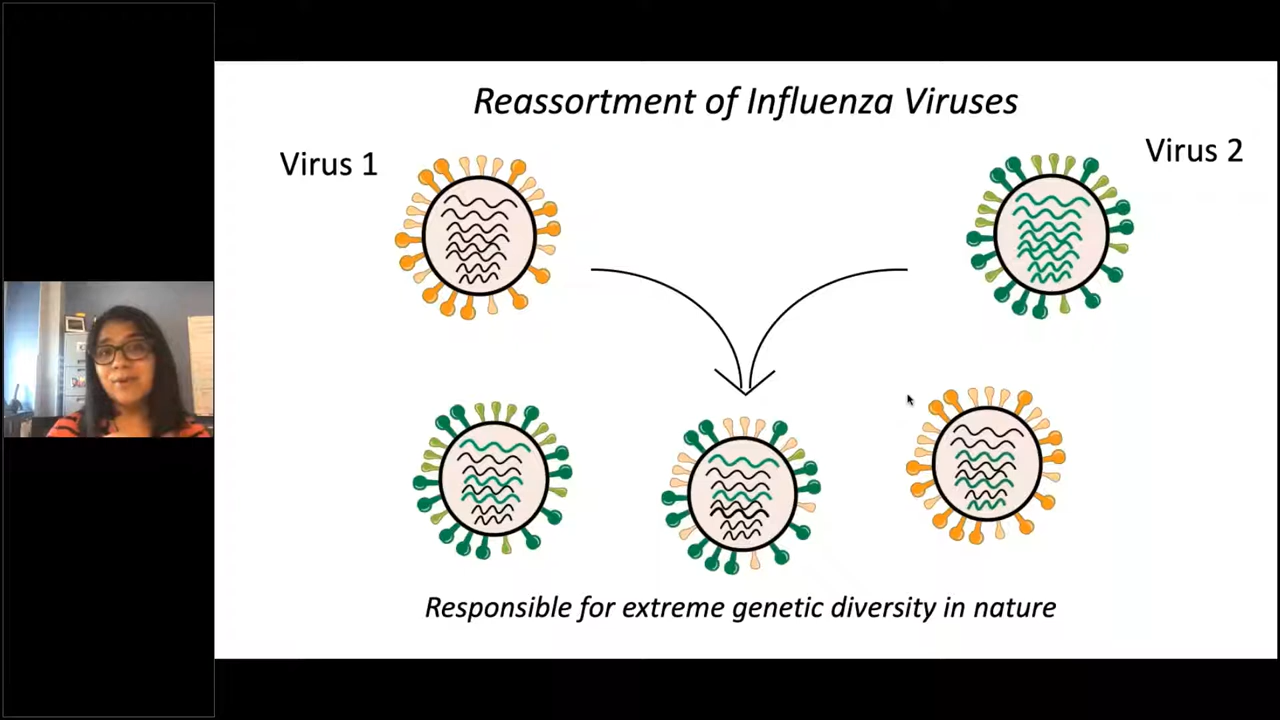 Reassortment of Influenza Viruses
Virus 1
Virus 2
Responsible for extreme genetic diversity in nature